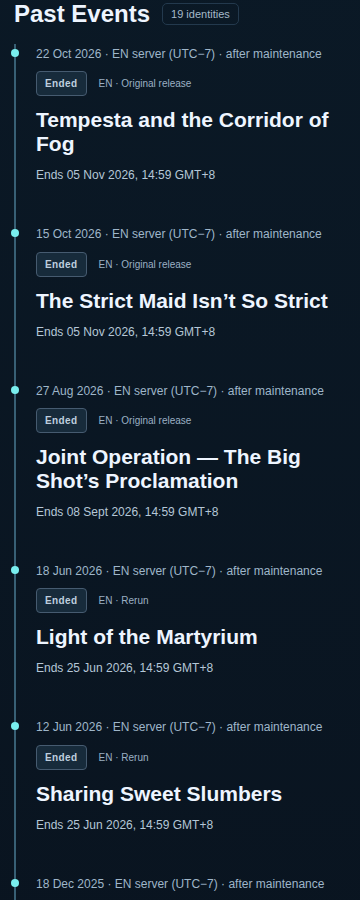 Past Events
19 identities
22 Oct 2026 · EN server (UTC−7) · after maintenance
Ended
EN · Original release
Tempesta and the Corridor of
Fog
Ends 05 Nov 2026, 14:59 GMT+8
15 Oct 2026 · EN server (UTC−7) · after maintenance
Ended
EN · Original release
The Strict Maid Isn’t So Strict
Ends 05 Nov 2026, 14:59 GMT+8
27 Aug 2026 · EN server (UTC−7) · after maintenance
Ended
EN · Original release
Joint Operation — The Big
Shot’s Proclamation
Ends 08 Sept 2026, 14:59 GMT+8
18 Jun 2026 · EN server (UTC−7) · after maintenance
Ended
EN · Rerun
Light of the Martyrium
Ends 25 Jun 2026, 14:59 GMT+8
12 Jun 2026 · EN server (UTC−7) · after maintenance
Ended
EN · Rerun
Sharing Sweet Slumbers
Ends 25 Jun 2026, 14:59 GMT+8
18 Dec 2025 · EN server (UTC−7) · after maintenance